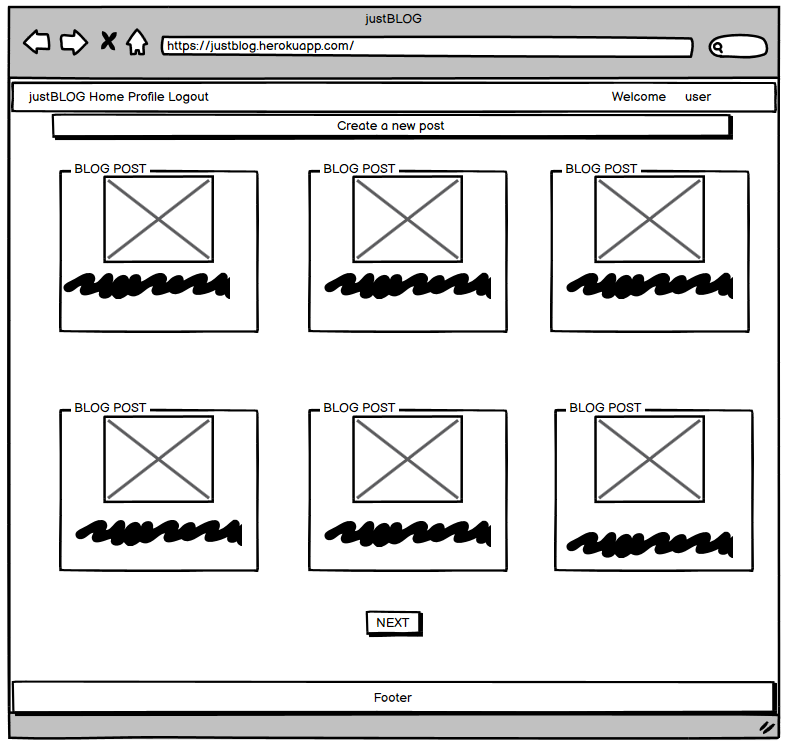 justBLOG
https://justblog.herokuapp.com/
justBLOG Home Profile Logout Welcome user
Create a new post
BLOG POST BLOG POST BLOG POST
BLOG POST BLOG POST BLOG POST
NEXT
Footer